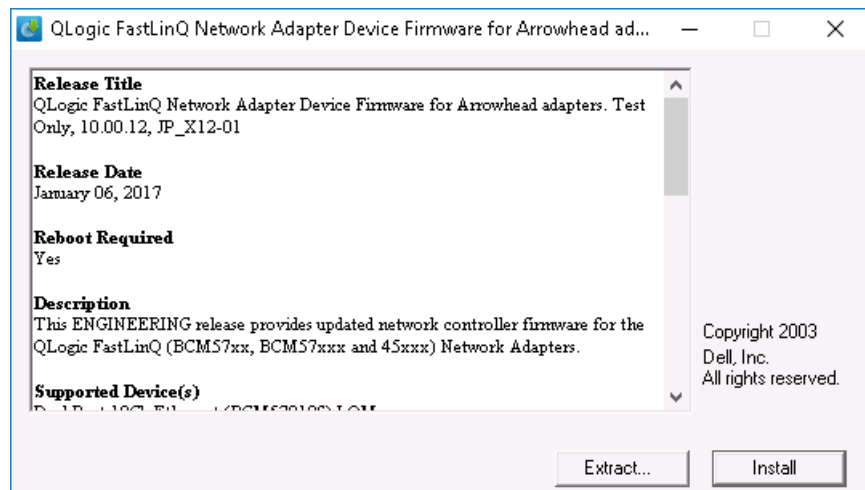 QLogic FastLinQ Network Adapter Device Firmware for Arrowhead ad...
Release Title
QLogic FastLinQ Network Adapter Device Firmware for Arrowhead adapters. Test
Only, 10.00.12, JP_X12-01
Release Date
January 06, 2017
Reboot Required
Yes
Description
This ENGINEERING release provides updated network controller firmware for the
QLogic FastLinQ (BCM57xx, BCM57xxx and 45xxx) Network Adapters.
Supported Device(s)
Copyright 2003
Dell, Inc.
All rights reserved.
Extract...
Install